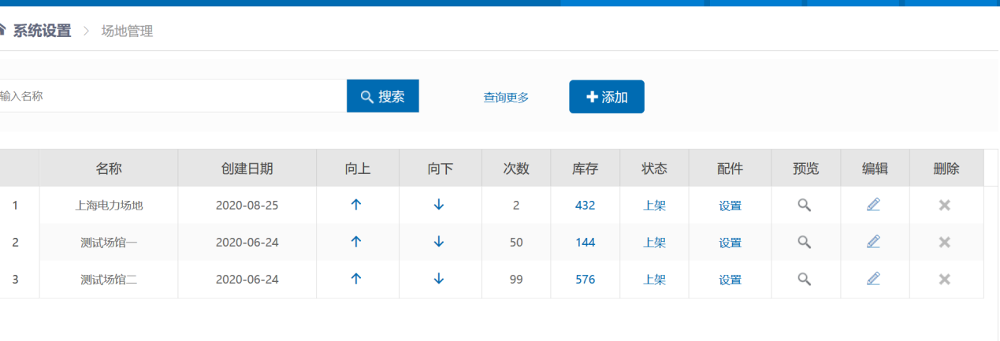 系统设置 > 场地管理
输入名称 搜索 查询更多 添加
名称 创建日期 向上 向下 次数 库存 状态 配件 预览 编辑 删除
1 上海电力场地 2020-08-25 ↑ ↓ 2 432 上架 设置
2 测试场馆一 2020-06-24 ↑ ↓ 50 144 上架 设置
3 测试场馆二 2020-06-24 ↑ ↓ 99 576 上架 设置